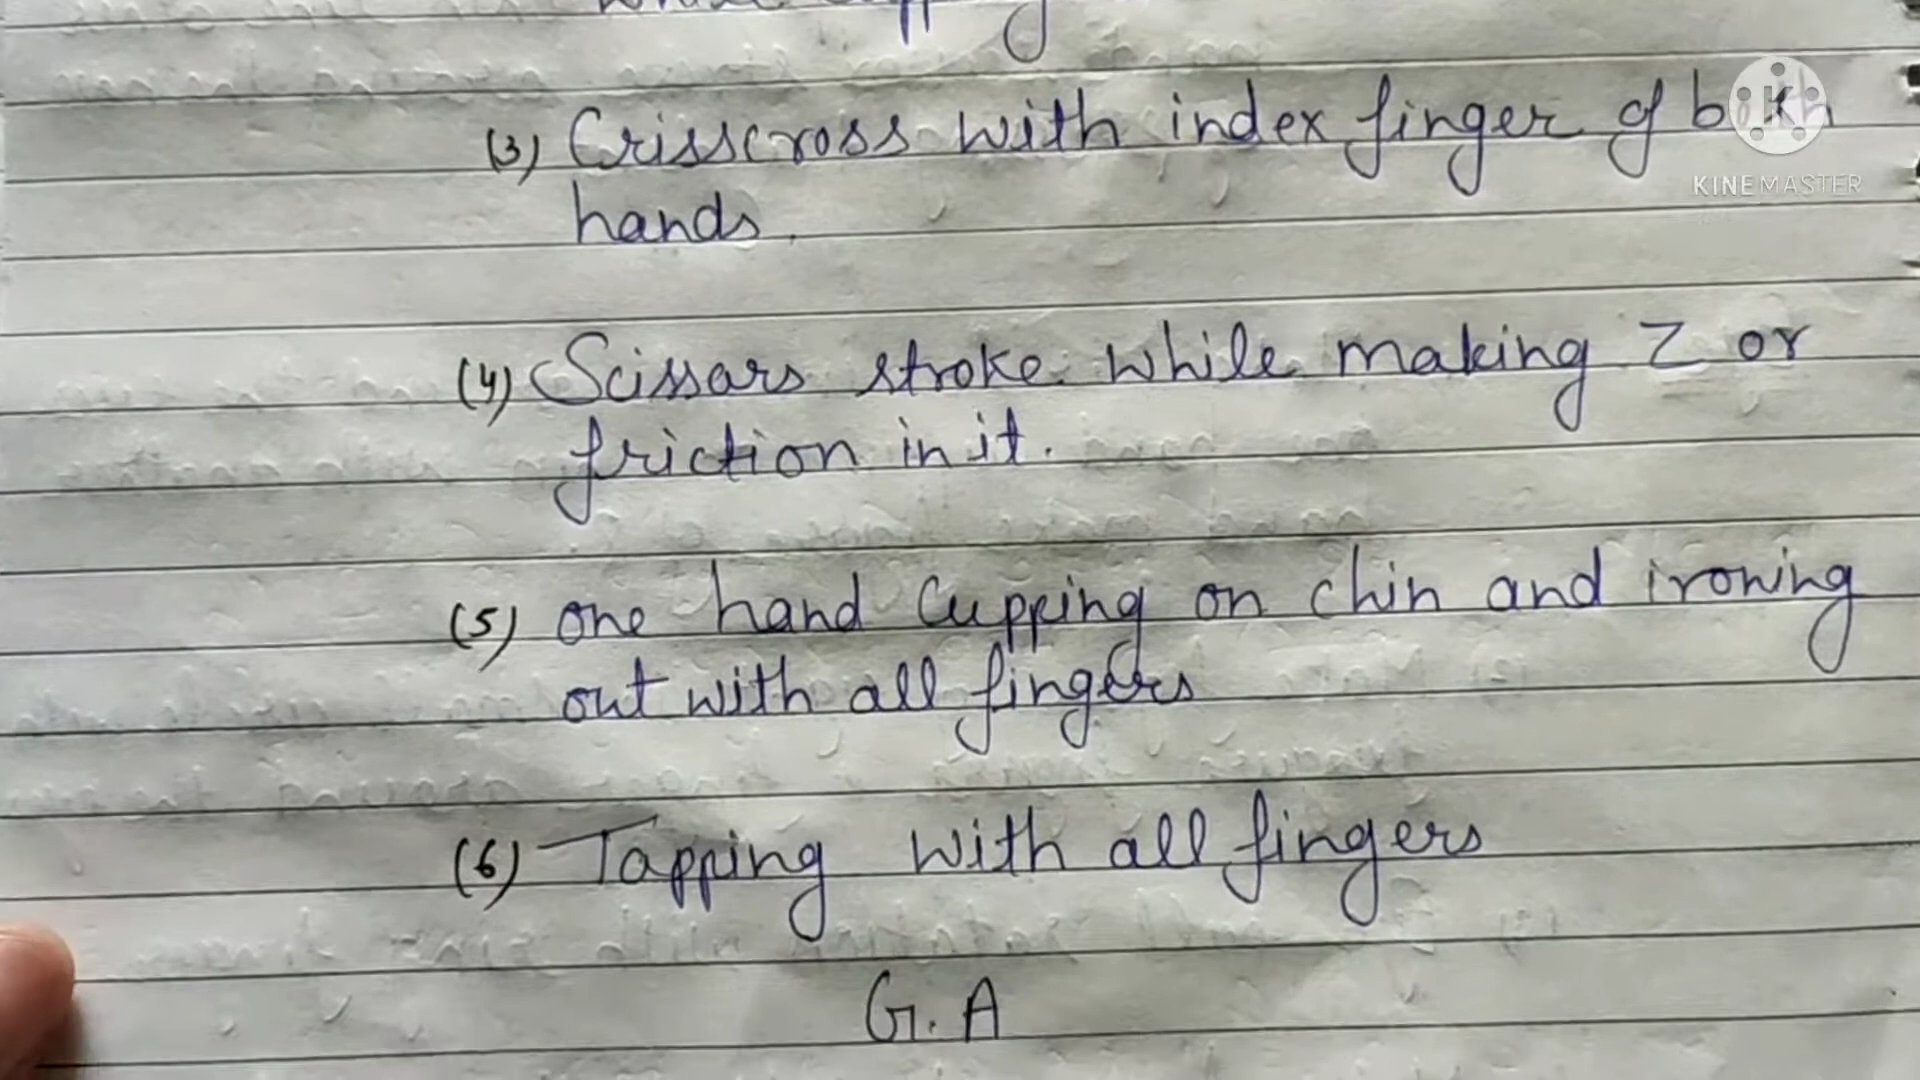 (3) Crisscross with index finger of both
KINEMASTER
hands.
(4) Scissars stroke while making Z or
friction in it.
(5) one hand Cupping on chin and ironing
out with all fingers
(6) Tapping with all fingers
G.A